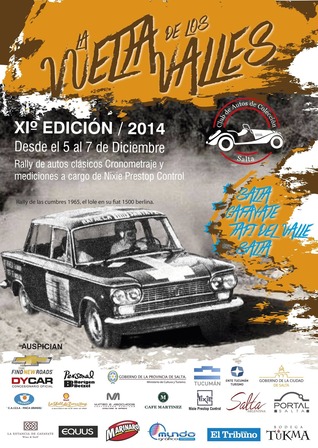 LA
VUELTA DE LOS
VALLES
XIº EDICIÓN / 2014
Desde el 5 al 7 de Diciembre
Rally de autos clásicos Cronometraje y
mediciones a cargo de Nixie Prestop Control
Club de Autos de Colección
Salta
Rally de las cumbres 1965, el lole en su fiat 1500 berlina.
SALTA
CAFAYATE
TAFI DEL VALLE
SALTA
AUSPICIAN
FIND NEW ROADS
DYCAR
Personal
GOBIERNO DE LA PROVINCIA DE SALTA
TUCUMÁN
GOBIERNO DE LA CIUDAD
CAFE MARTINEZ
Nixie Prestop Control
Salta
PORTAL
SALTA
EQUUS
MARINARO
mundo
El Tribuno
BODEGA
TUKMA